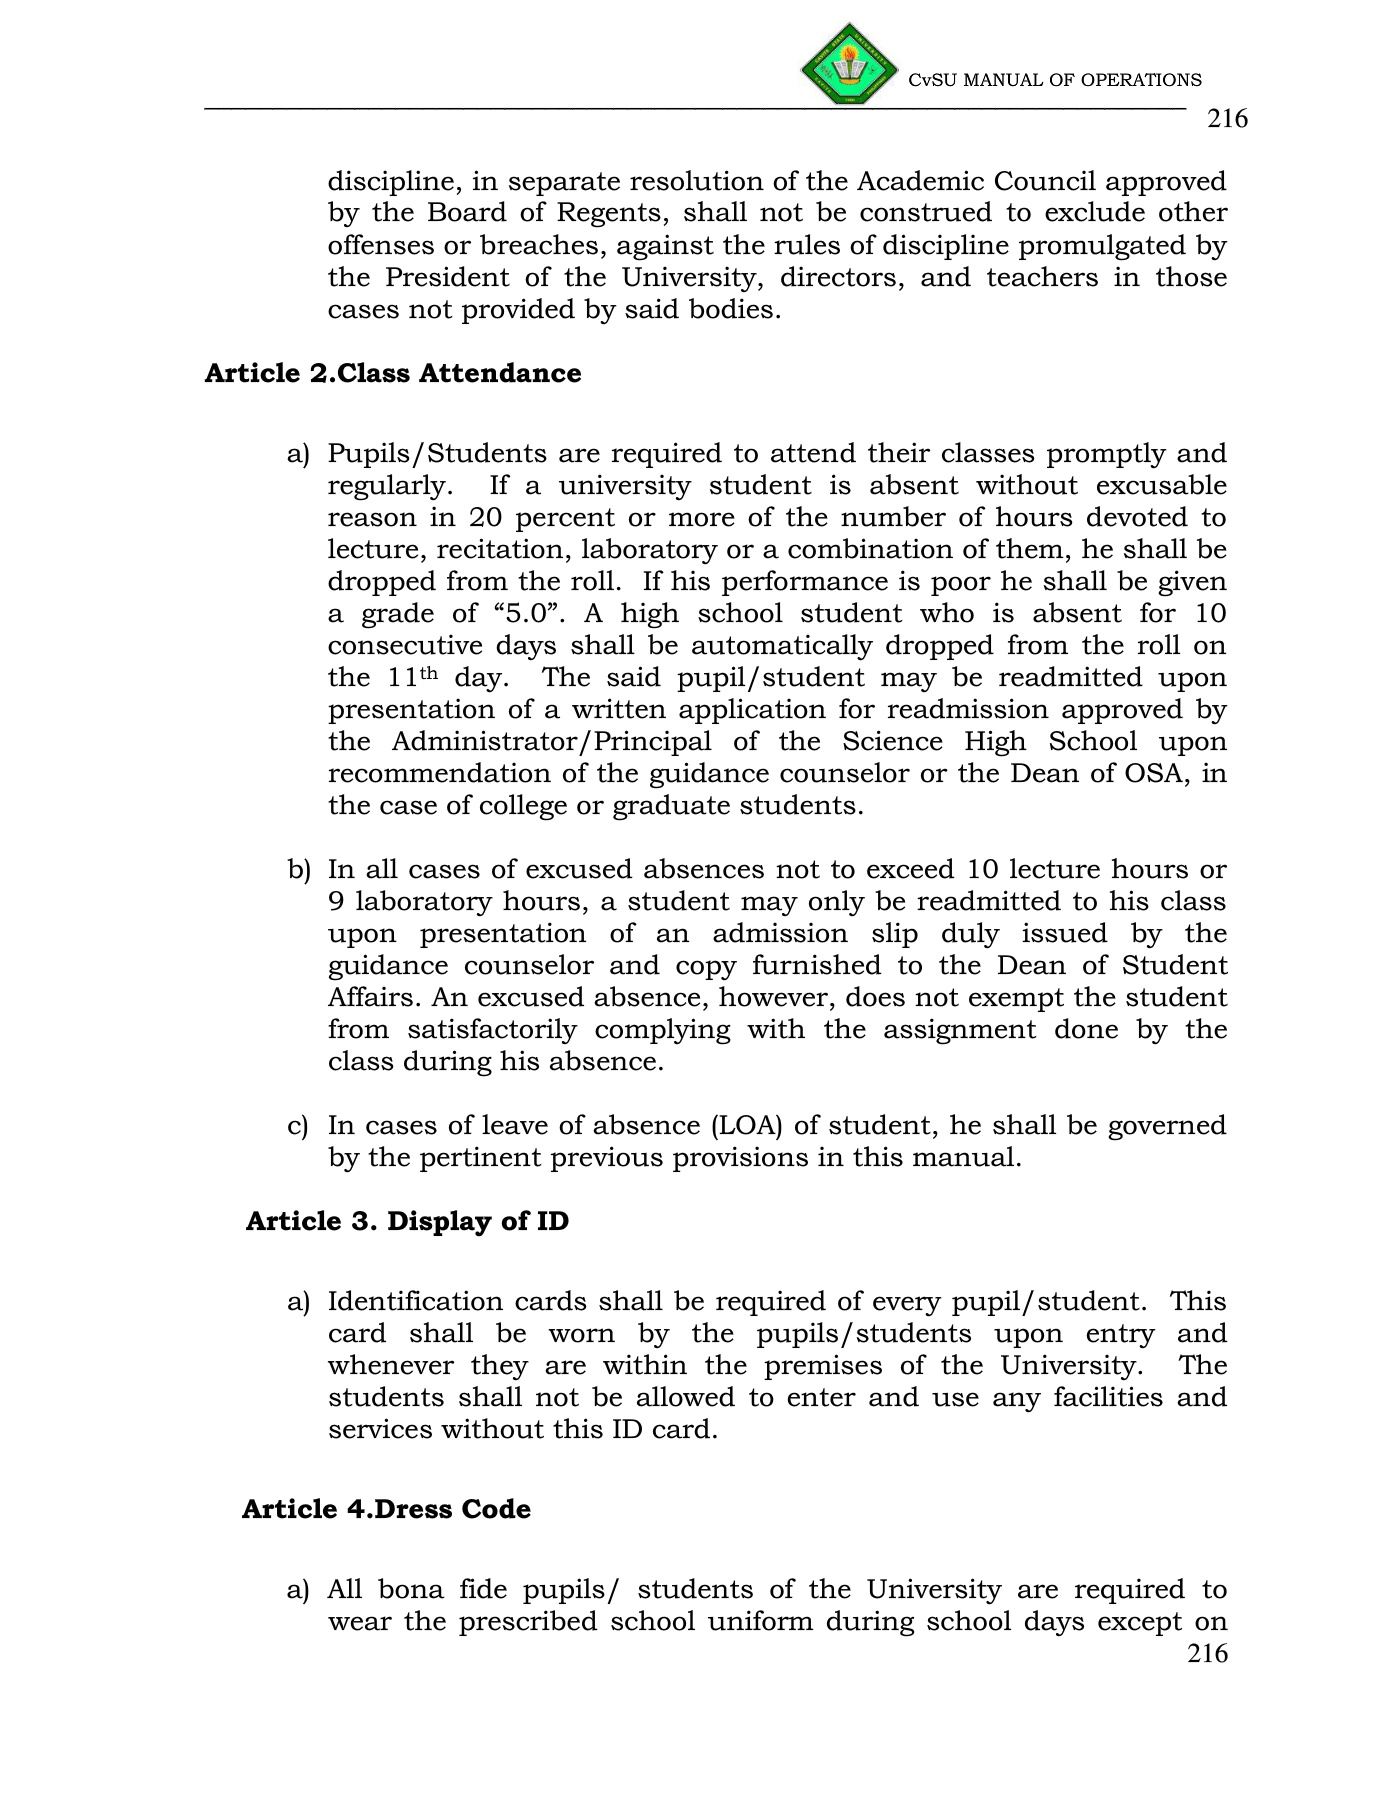 CvSU MANUAL OF OPERATIONS
216
discipline, in separate resolution of the Academic Council approved
by the Board of Regents, shall not be construed to exclude other
offenses or breaches, against the rules of discipline promulgated by
the President of the University, directors, and teachers in those
cases not provided by said bodies.
Article 2.Class Attendance
a) Pupils/Students are required to attend their classes promptly and
regularly. If a university student is absent without excusable
reason in 20 percent or more of the number of hours devoted to
lecture, recitation, laboratory or a combination of them, he shall be
dropped from the roll. If his performance is poor he shall be given
a grade of “5.0”. A high school student who is absent for 10
consecutive days shall be automatically dropped from the roll on
the 11th day. The said pupil/student may be readmitted upon
presentation of a written application for readmission approved by
the Administrator/Principal of the Science High School upon
recommendation of the guidance counselor or the Dean of OSA, in
the case of college or graduate students.
b) In all cases of excused absences not to exceed 10 lecture hours or
9 laboratory hours, a student may only be readmitted to his class
upon presentation of an admission slip duly issued by the
guidance counselor and copy furnished to the Dean of Student
Affairs. An excused absence, however, does not exempt the student
from satisfactorily complying with the assignment done by the
class during his absence.
c) In cases of leave of absence (LOA) of student, he shall be governed
by the pertinent previous provisions in this manual.
Article 3. Display of ID
a) Identification cards shall be required of every pupil/student. This
card shall be worn by the pupils/students upon entry and
whenever they are within the premises of the University. The
students shall not be allowed to enter and use any facilities and
services without this ID card.
Article 4.Dress Code
a) All bona fide pupils/ students of the University are required to
wear the prescribed school uniform during school days except on
216